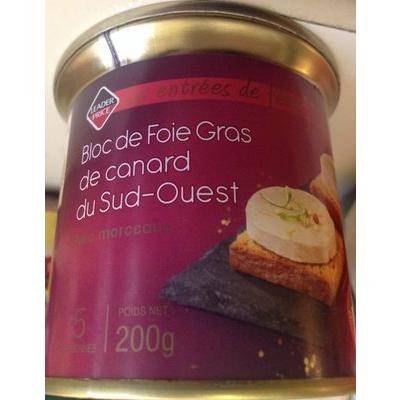 LEADER
PRICE
entrées de
Bloc de Foie Gras
de canard
du Sud-Ouest
morceaux
5
POIDS NET
200g